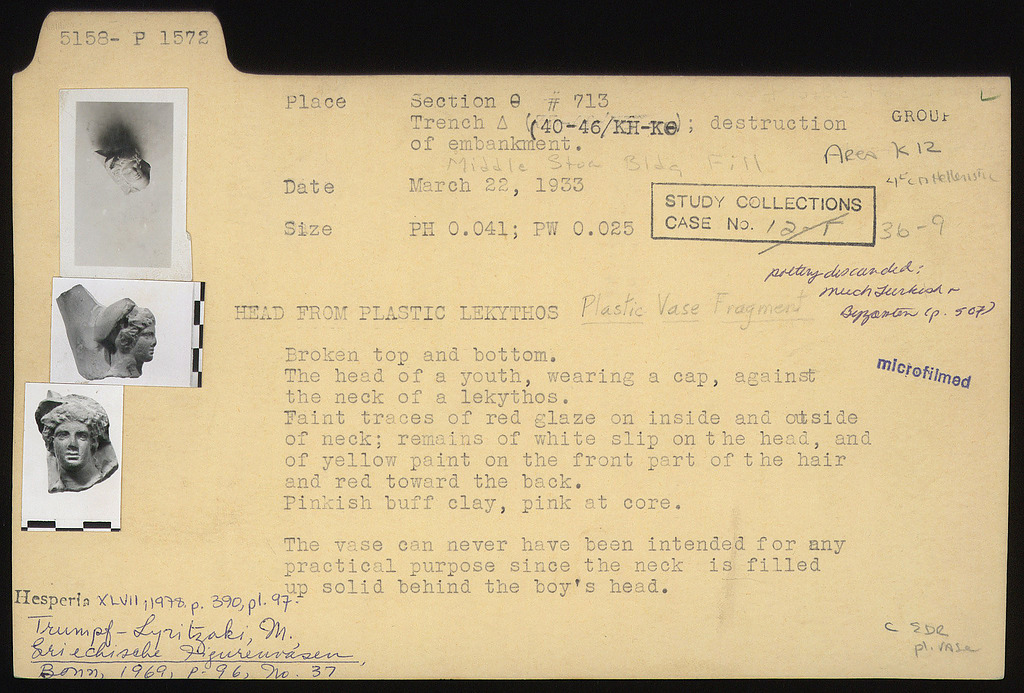 5158- P 1572
Place Section θ # 713
Trench Δ (40-46/ΚΗ-ΚΘ); destruction
of embankment.
Middle Stoa Bldg Fill
GROUP
Area K 12
Date March 22, 1933
Size PH 0.041; PW 0.025
STUDY COLLECTIONS
CASE No.
36-9
pottery discarded:
much Turkish
Byzantine (p. 507)
HEAD FROM PLASTIC LEKYTHOS Plastic Vase Fragment
microfilmed
Broken top and bottom.
The head of a youth, wearing a cap, against
the neck of a lekythos.
Faint traces of red glaze on inside and outside
of neck; remains of white slip on the head, and
of yellow paint on the front part of the hair
and red toward the back.
Pinkish buff clay, pink at core.
The vase can never have been intended for any
practical purpose since the neck is filled
up solid behind the boy's head.
Hesperia XLVII, 1978, p. 390, pl. 97.
Trumpf-Lyritzaki, M.
Griechische Figurenvasen,
Bonn, 1969, p. 96, No. 37
C EDR
pl. VASE